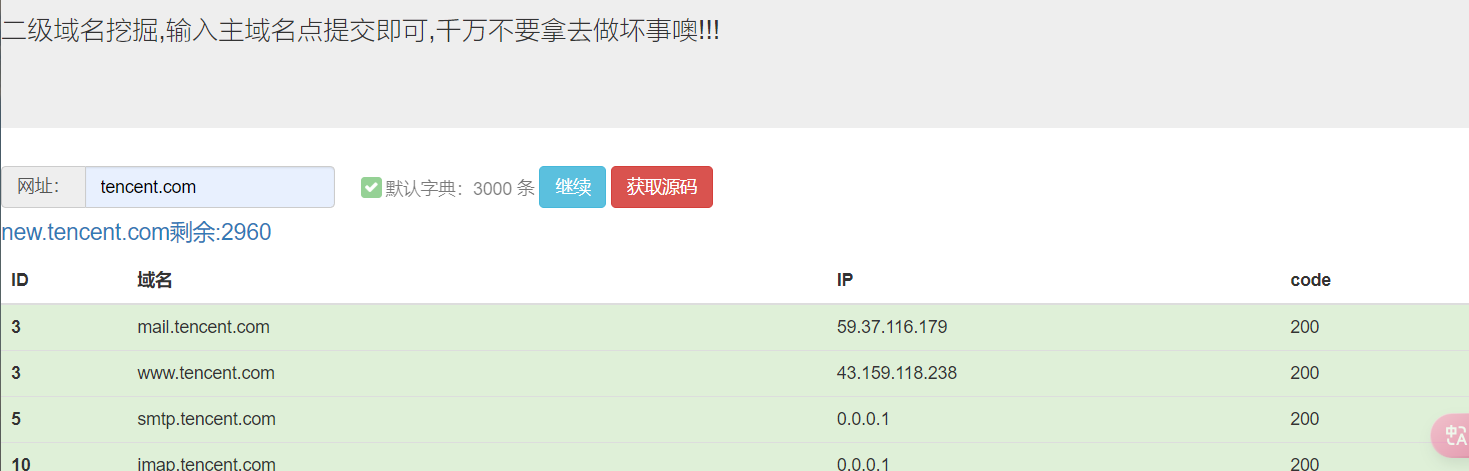 二级域名挖掘,输入主域名点提交即可,千万不要拿去做坏事噢!!!
网址: tencent.com 默认字典：3000 条 继续 获取源码
new.tencent.com剩余:2960
ID 域名 IP code
3 mail.tencent.com 59.37.116.179 200
3 www.tencent.com 43.159.118.238 200
5 smtp.tencent.com 0.0.0.1 200
中 A
10 imap.tencent.com 0.0.0.1 200